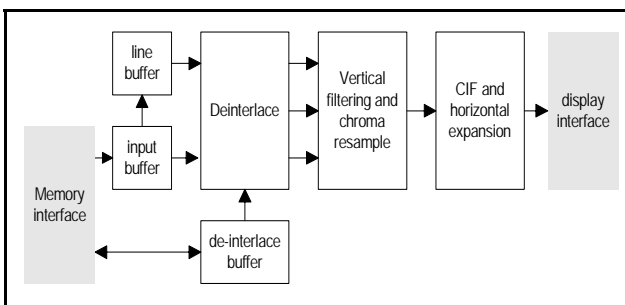 line
buffer
Deinterlace
Vertical
filtering and
chroma
resample
CIF and
horizontal
expansion
display
interface
input
buffer
Memory
interface
de-interlace
buffer